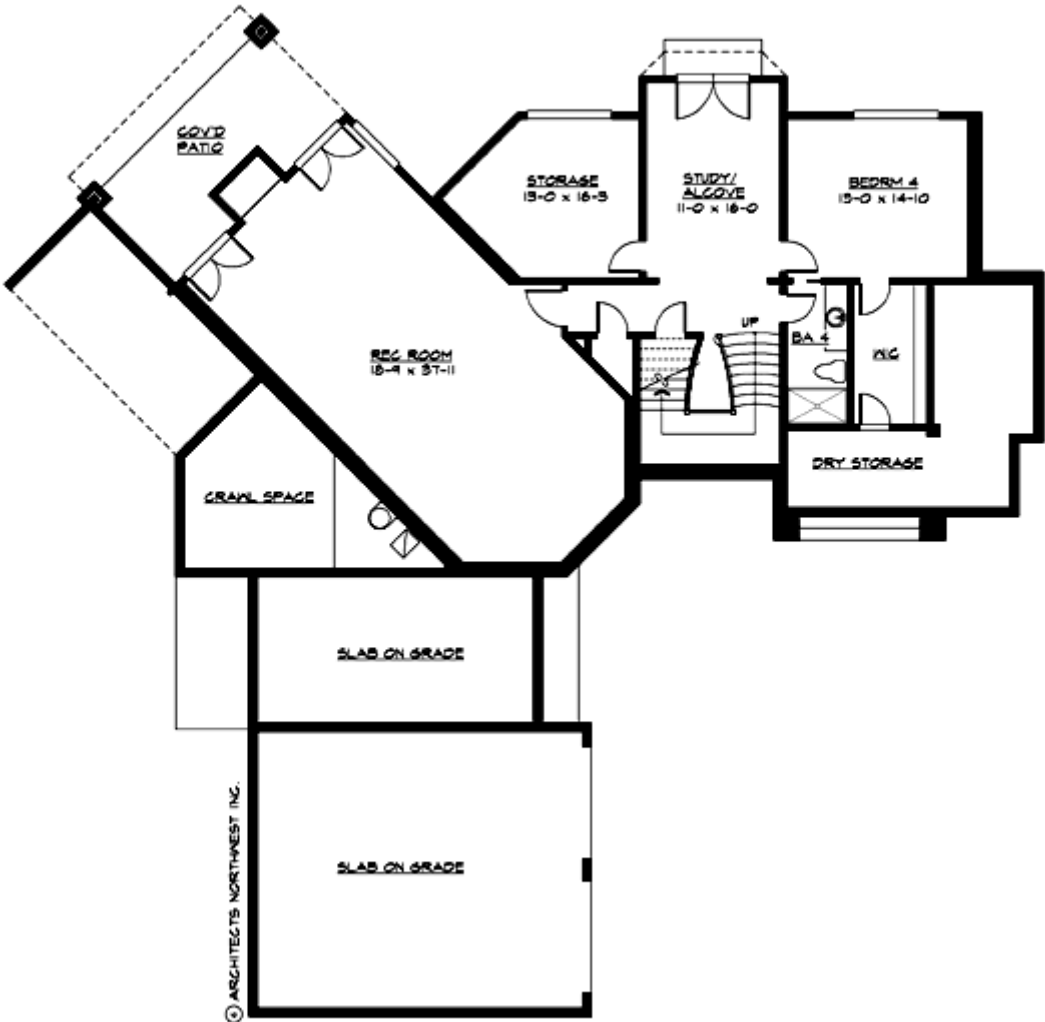 COV'D
PATIO
STORAGE
13-0 x 16-3
STUDY/
ALCOVE
11-0 x 16-0
BEDRM 4
15-0 x 14-10
UP
BA 4
WIC
REC ROOM
18-9 x 37-11
DRY STORAGE
CRAWL SPACE
SLAB ON GRADE
SLAB ON GRADE
© ARCHITECTS NORTHWEST INC.